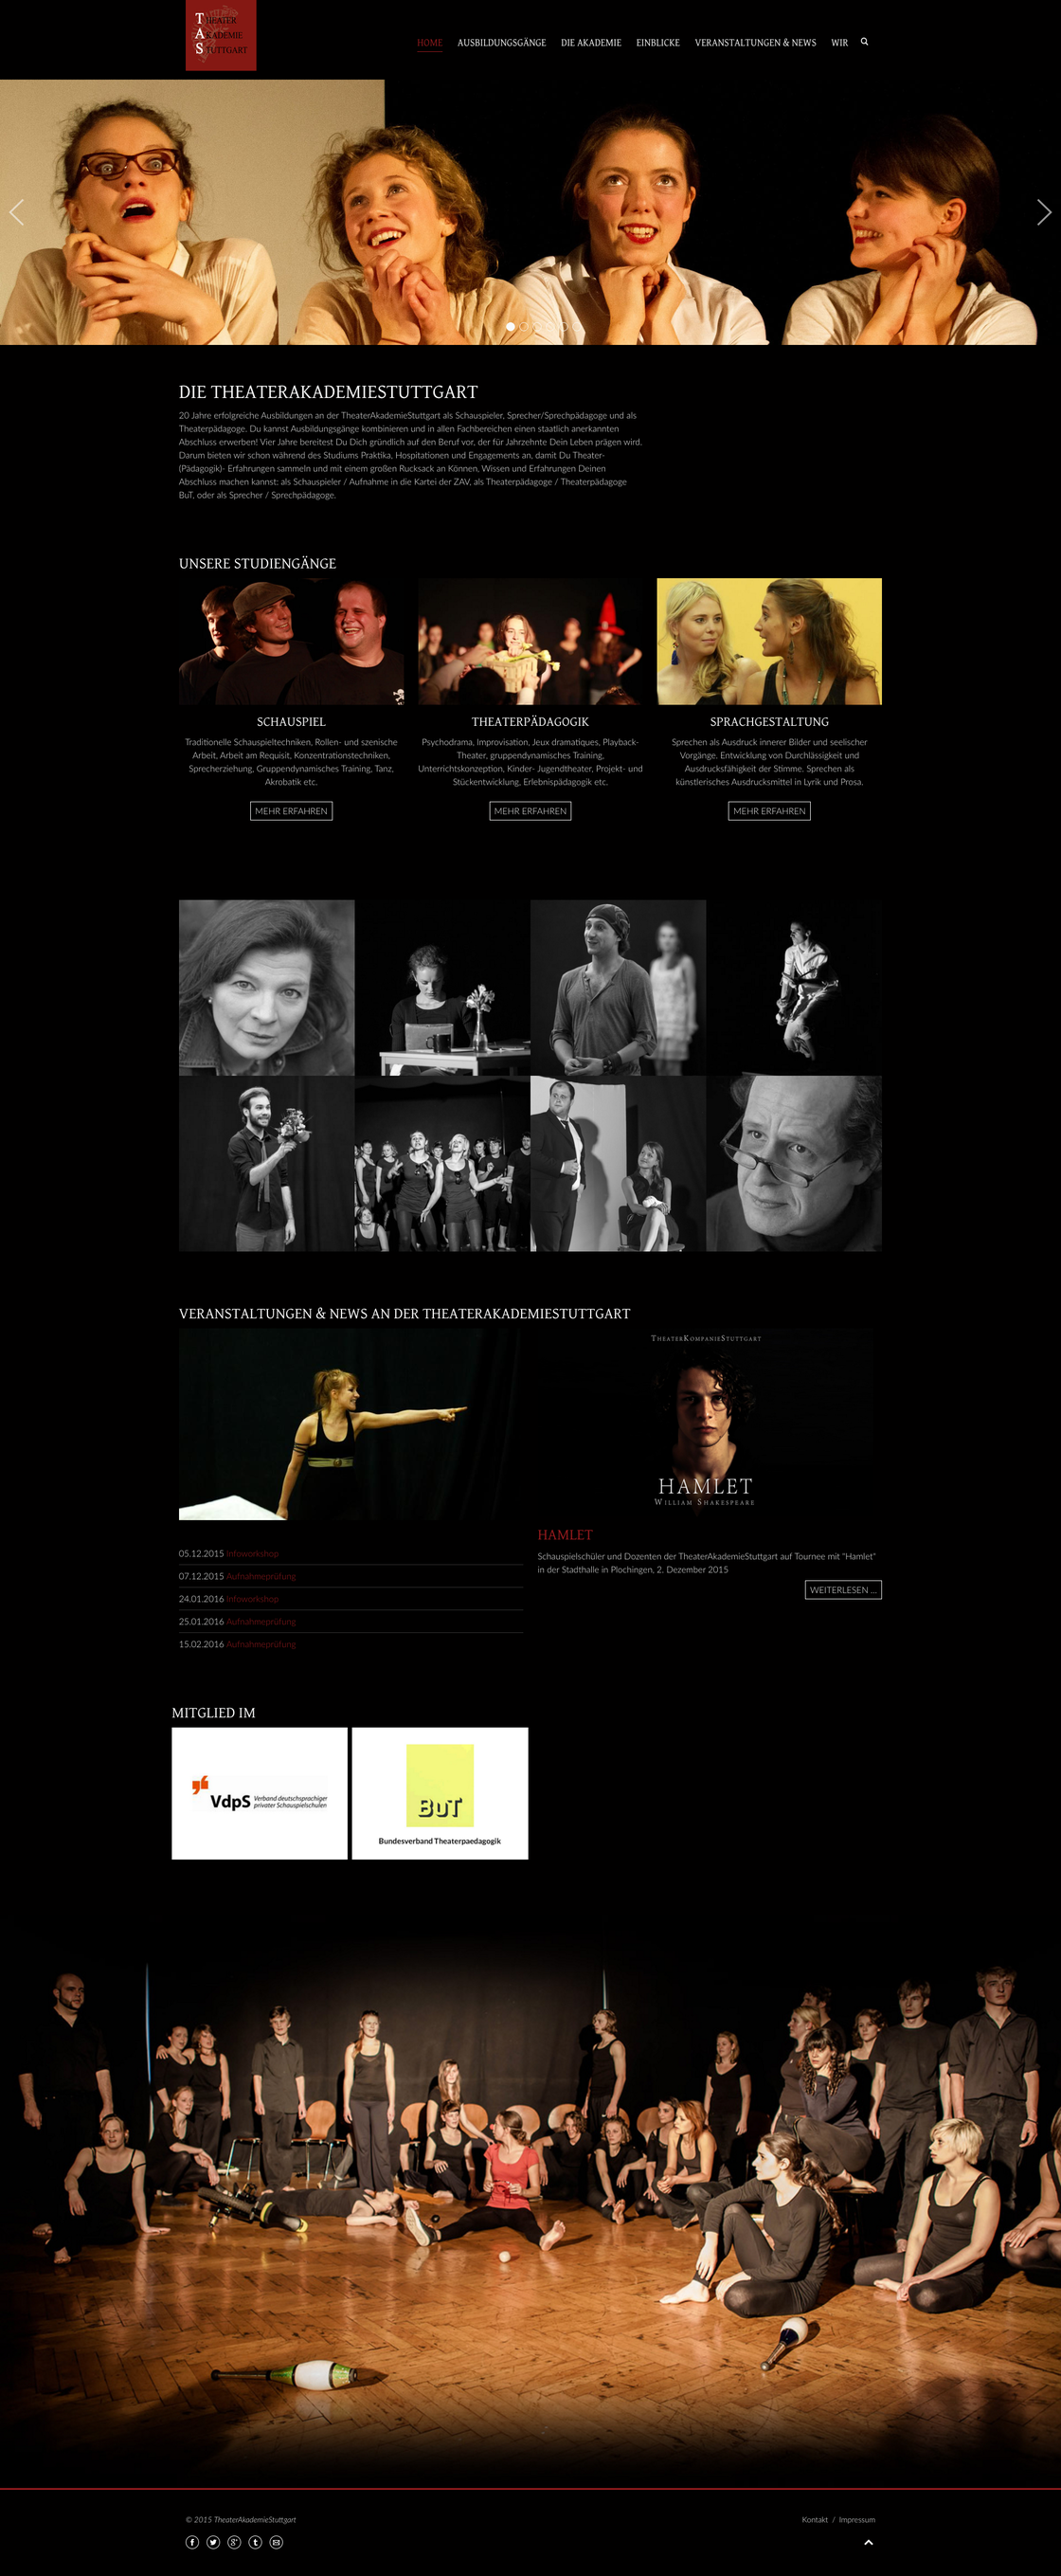 THEATER
AKADEMIE
STUTTGART
HOME AUSBILDUNGSGÄNGE DIE AKADEMIE EINBLICKE VERANSTALTUNGEN & NEWS WIR
DIE THEATERAKADEMIESTUTTGART
20 Jahre erfolgreiche Ausbildungen an der TheaterAkademieStuttgart als Schauspieler, Sprecher/Sprechpädagoge und als
Theaterpädagoge. Du kannst Ausbildungsgänge kombinieren und in allen Fachbereichen einen staatlich anerkannten
Abschluss erwerben! Vier Jahre bereitest Du Dich gründlich auf den Beruf vor, der für Jahrzehnte Dein Leben prägen wird.
Darum bieten wir schon während des Studiums Praktika, Hospitationen und Engagements an, damit Du Theater-
(Pädagogik)- Erfahrungen sammeln und mit einem großen Rucksack an Können, Wissen und Erfahrungen Deinen
Abschluss machen kannst: als Schauspieler / Aufnahme in die Kartei der ZAV, als Theaterpädagoge / Theaterpädagoge
BuT, oder als Sprecher / Sprechpädagoge.
UNSERE STUDIENGÄNGE
SCHAUSPIEL
Traditionelle Schauspieltechniken, Rollen- und szenische
Arbeit, Arbeit am Requisit, Konzentrationstechniken,
Sprecherziehung, Gruppendynamisches Training, Tanz,
Akrobatik etc.
MEHR ERFAHREN
THEATERPÄDAGOGIK
Psychodrama, Improvisation, Jeux dramatiques, Playback-
Theater, gruppendynamisches Training,
Unterrichtskonzeption, Kinder- Jugendtheater, Projekt- und
Stückentwicklung, Erlebnispädagogik etc.
MEHR ERFAHREN
SPRACHGESTALTUNG
Sprechen als Ausdruck innerer Bilder und seelischer
Vorgänge. Entwicklung von Durchlässigkeit und
Ausdrucksfähigkeit der Stimme. Sprechen als
künstlerisches Ausdrucksmittel in Lyrik und Prosa.
MEHR ERFAHREN
VERANSTALTUNGEN & NEWS AN DER THEATERAKADEMIESTUTTGART
05.12.2015 Infoworkshop
07.12.2015 Aufnahmeprüfung
24.01.2016 Infoworkshop
25.01.2016 Aufnahmeprüfung
15.02.2016 Aufnahmeprüfung
TheaterKompanieStuttgart
HAMLET
William Shakespeare
HAMLET
Schauspielschüler und Dozenten der TheaterAkademieStuttgart auf Tournee mit "Hamlet"
in der Stadthalle in Plochingen, 2. Dezember 2015
WEITERLESEN ...
MITGLIED IM
VdpS Verband deutschsprachiger
privater Schauspielschulen
BuT
Bundesverband Theaterpaedagogik
© 2015 TheaterAkademieStuttgart
Kontakt / Impressum